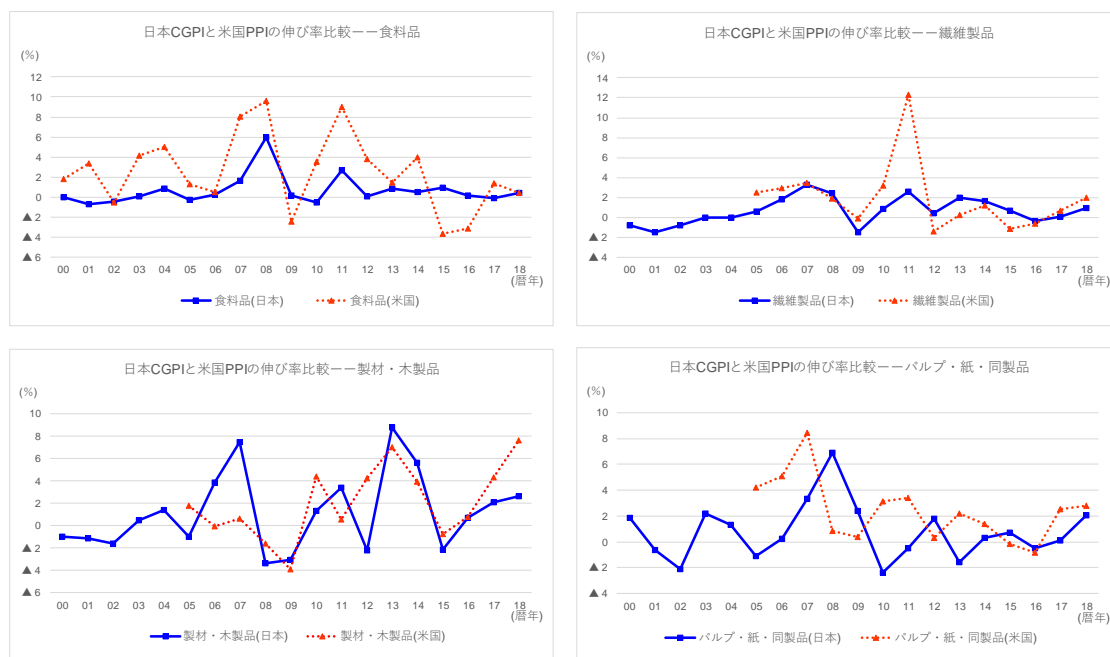 日本CGPIと米国PPIの伸び率比較ーー食料品
(%)
12
10
8
6
4
2
0
▲ 2
▲ 4
▲ 6
00 01 02 03 04 05 06 07 08 09 10 11 12 13 14 15 16 17 18
(暦年)
食料品(日本) 食料品(米国)
日本CGPIと米国PPIの伸び率比較ーー繊維製品
(%)
14
12
10
8
6
4
2
0
▲ 2
▲ 4
00 01 02 03 04 05 06 07 08 09 10 11 12 13 14 15 16 17 18
(暦年)
繊維製品(日本) 繊維製品(米国)
日本CGPIと米国PPIの伸び率比較ーー製材・木製品
(%)
10
8
6
4
2
0
▲ 2
▲ 4
▲ 6
00 01 02 03 04 05 06 07 08 09 10 11 12 13 14 15 16 17 18
(暦年)
製材・木製品(日本) 製材・木製品(米国)
日本CGPIと米国PPIの伸び率比較ーーパルプ・紙・同製品
(%)
10
8
6
4
2
0
▲ 2
▲ 4
00 01 02 03 04 05 06 07 08 09 10 11 12 13 14 15 16 17 18
(暦年)
パルプ・紙・同製品(日本) パルプ・紙・同製品(米国)